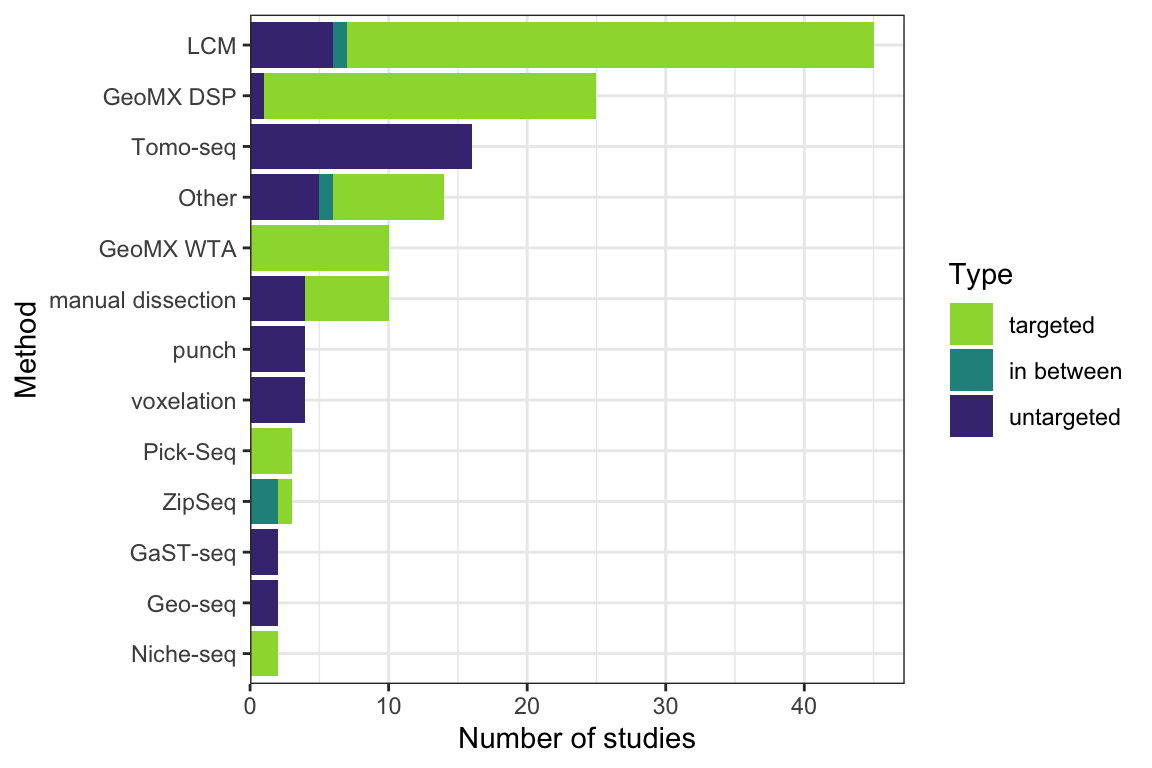 LCM
GeoMX DSP
Tomo-seq
Other
GeoMX WTA
manual dissection
punch
voxelation
Pick-Seq
ZipSeq
GaST-seq
Geo-seq
Niche-seq
Method
0 10 20 30 40
Number of studies
Type
targeted
in between
untargeted